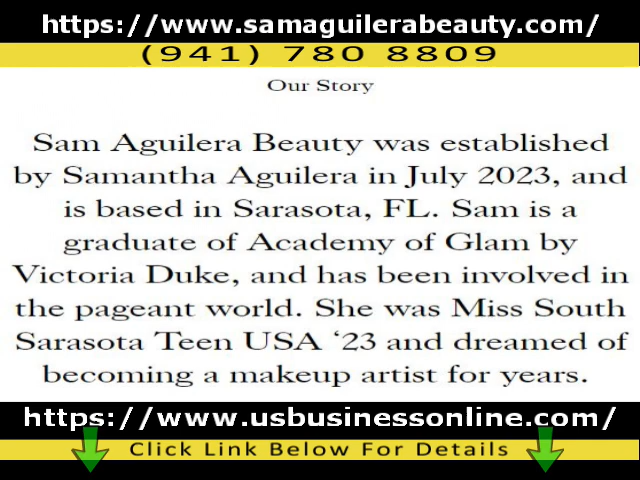 https://www.samaguilerabeauty.com/
(941) 780 8809
Our Story
Sam Aguilera Beauty was established
by Samantha Aguilera in July 2023, and
is based in Sarasota, FL. Sam is a
graduate of Academy of Glam by
Victoria Duke, and has been involved in
the pageant world. She was Miss South
Sarasota Teen USA ‘23 and dreamed of
becoming a makeup artist for years.
https://www.usbusinessonline.com/
Click Link Below For Details